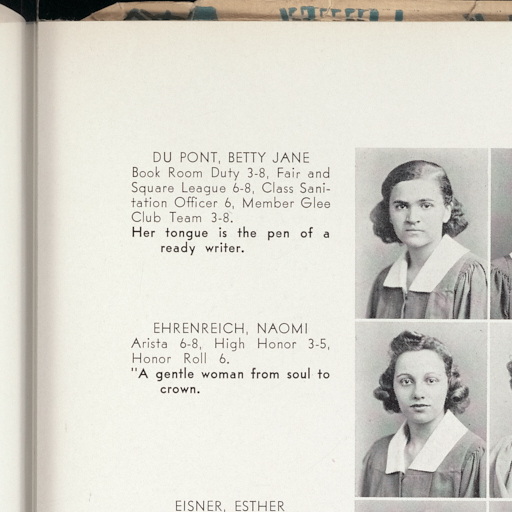 DU PONT, BETTY JANE
Book Room Duty 3-8, Fair and
Square League 6-8, Class Sani-
tation Officer 6, Member Glee
Club Team 3-8.
Her tongue is the pen of a
ready writer.
EHRENREICH, NAOMI
Arista 6-8, High Honor 3-5,
Honor Roll 6.
"A gentle woman from soul to
crown.
EISNER, ESTHER